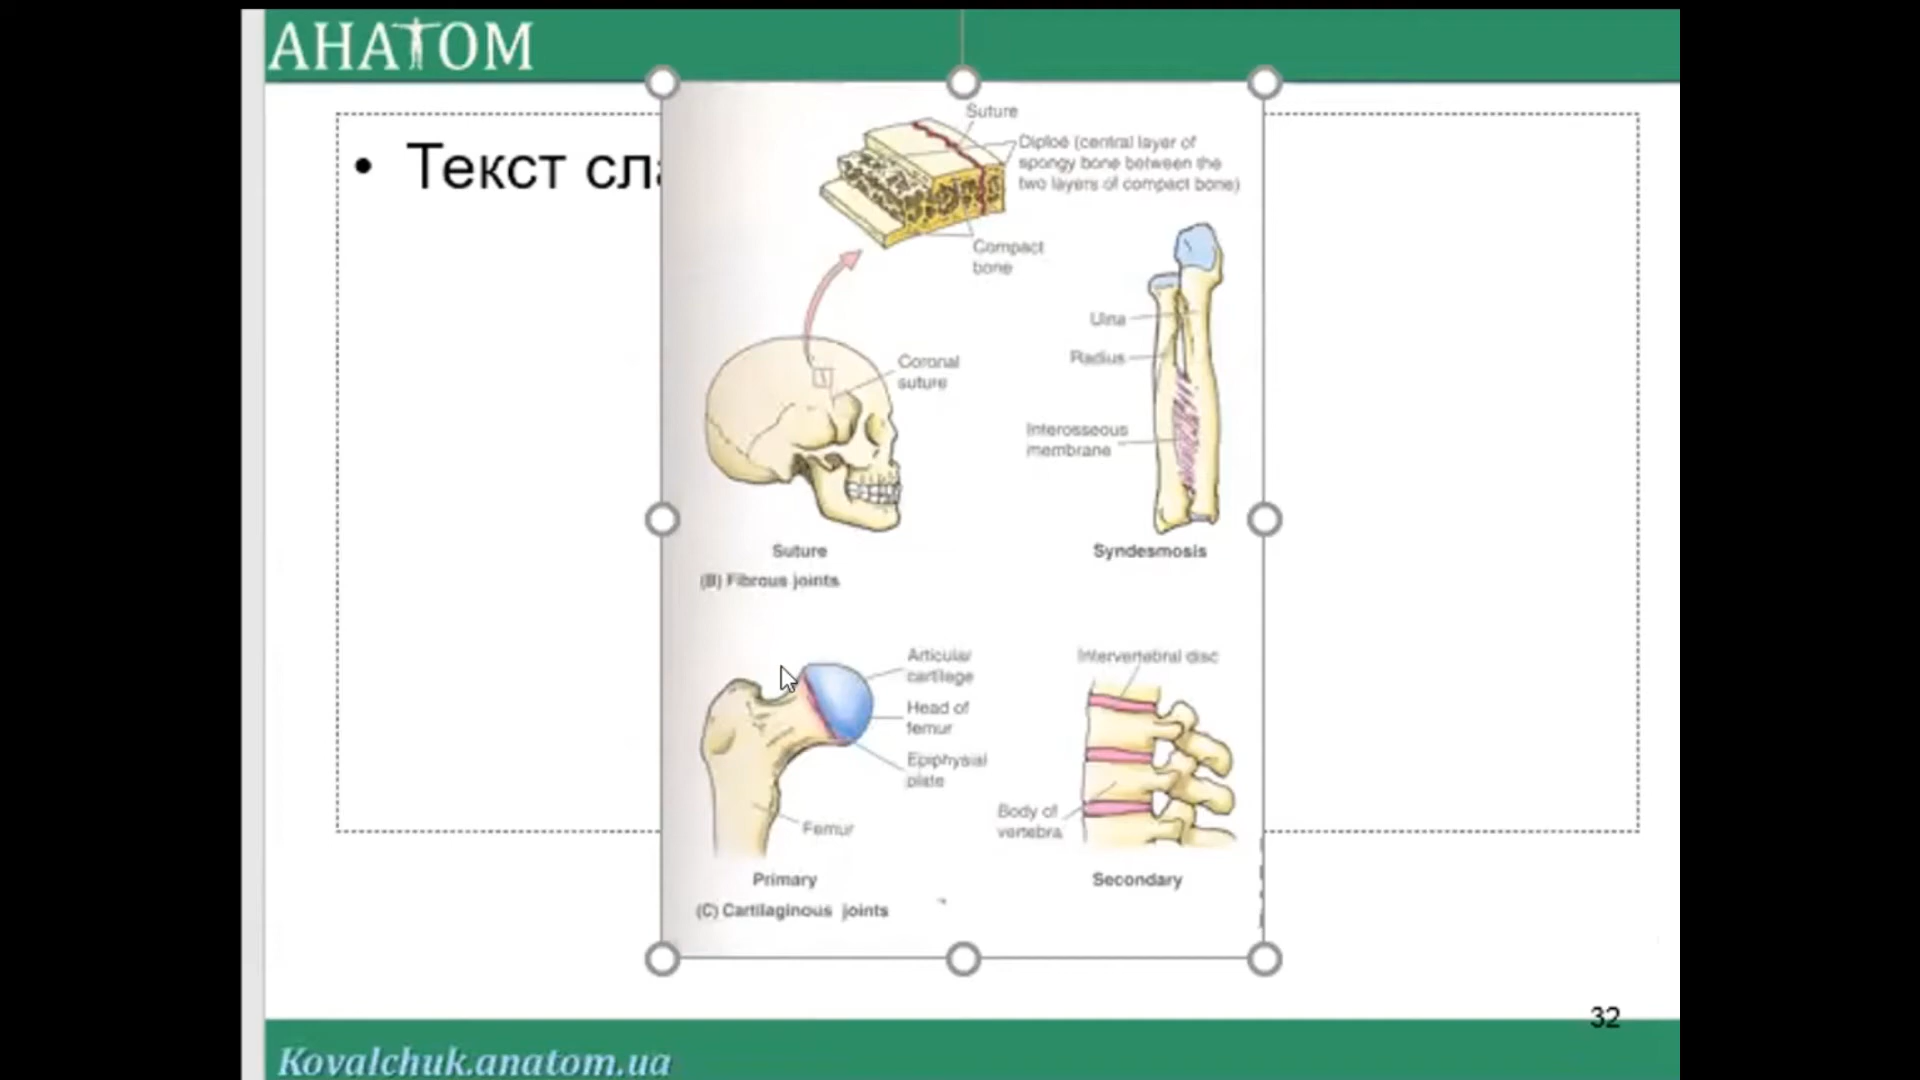 АНАТОМ
• Текст сла
Suture
Diploë (central layer of
spongy bone between the
two layers of compact bone)
Compact
bone
Ulna
Radius
Coronal
suture
Interosseous
membrane
Suture
Syndesmosis
(B) Fibrous joints
Articular
cartilage
Head of
femur
Epiphysial
plate
Femur
Intervertebral disc
Body of
vertebra
Primary
Secondary
(C) Cartilaginous joints
32
Kovalchuk.anatom.ua